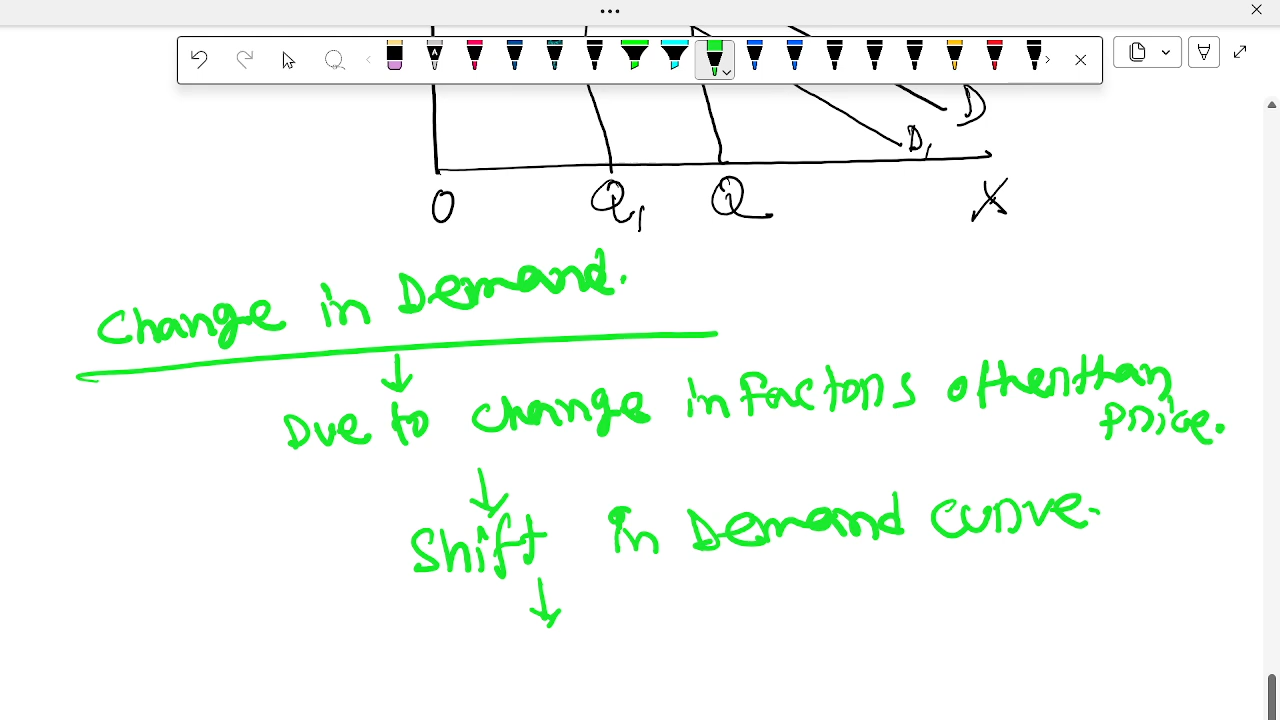 D
D1
O Q1 Q X
Change in Demand.
Due to change in factors other than
price.
Shift in Demand curve.